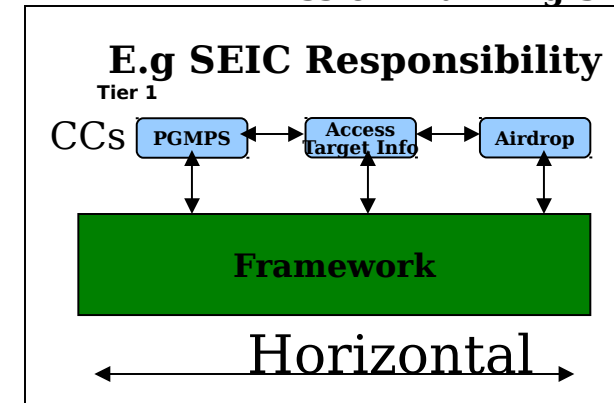 E.g SEIC Responsibility
Tier 1
CCs
PGMPS
Access
Target Info
Airdrop
Framework
Horizontal